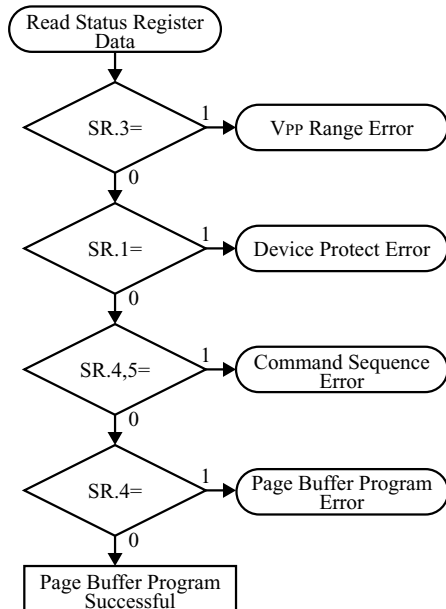 Read Status Register
Data
SR.3=
1
VPP Range Error
0
SR.1=
1
Device Protect Error
0
SR.4,5=
1
Command Sequence
Error
0
SR.4=
1
Page Buffer Program
Error
0
Page Buffer Program
Successful